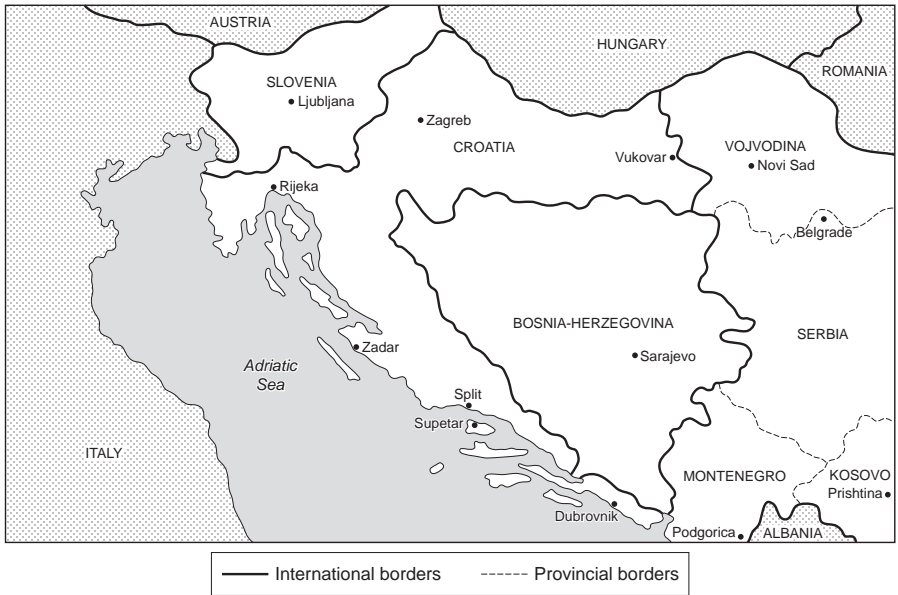 AUSTRIA
HUNGARY
ROMANIA
SLOVENIA
Ljubljana
Zagreb
CROATIA
VOJVODINA
Vukovar
Novi Sad
Rijeka
Belgrade
BOSNIA-HERZEGOVINA
SERBIA
Zadar
Sarajevo
Adriatic
Sea
Split
Supetar
ITALY
MONTENEGRO
KOSOVO
Prishtina
Dubrovnik
Podgorica
ALBANIA
International borders
Provincial borders